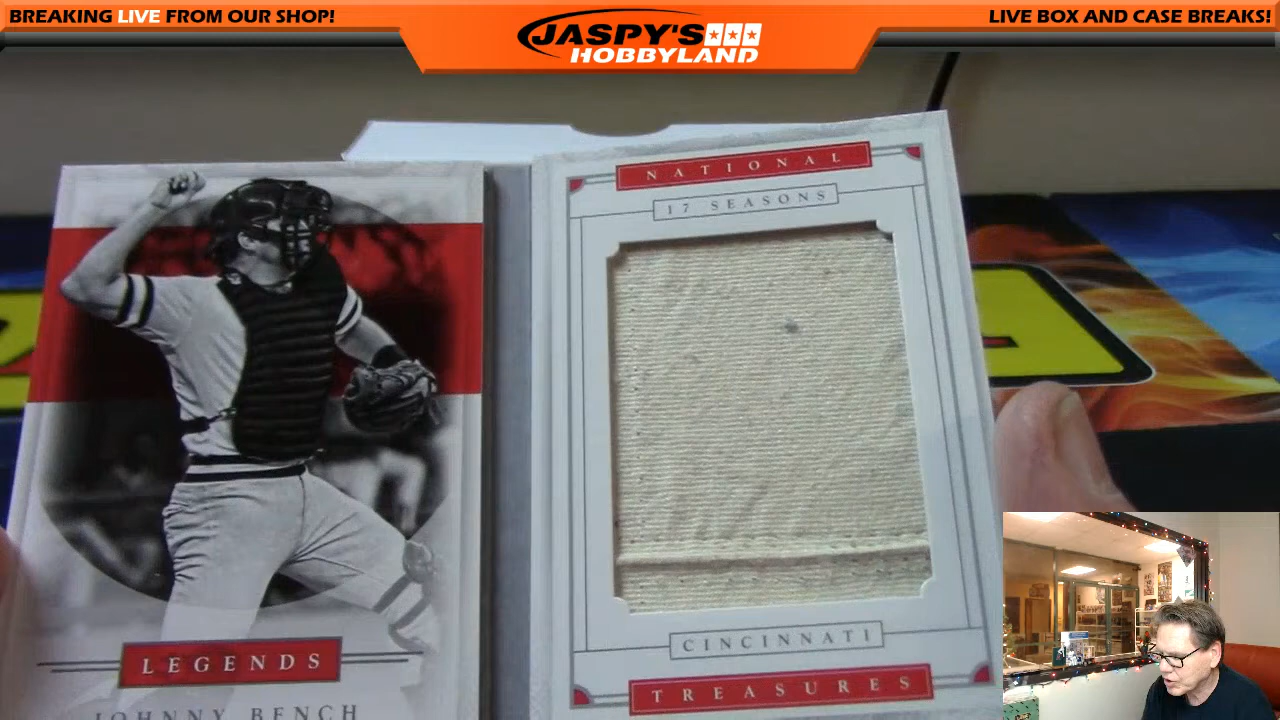 BREAKING LIVE FROM OUR SHOP!
JASPY'S
HOBBYLAND
LIVE BOX AND CASE BREAKS!
NATIONAL
17 SEASONS
CINCINNATI
TREASURES
LEGENDS
JOHNNY BENCH